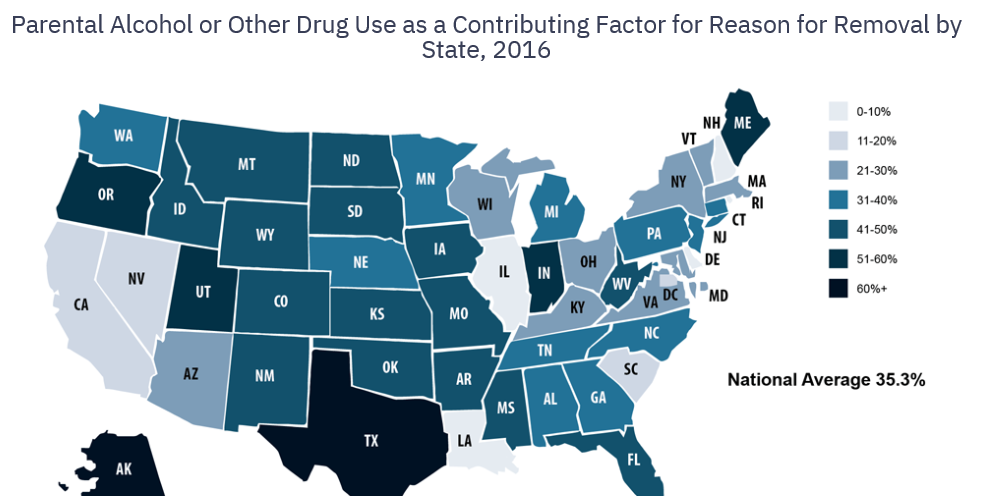 Parental Alcohol or Other Drug Use as a Contributing Factor for Reason for Removal by
State, 2016
0-10%
11-20%
21-30%
31-40%
41-50%
51-60%
60%+
National Average 35.3%
WA
MT
ND
MN
OR
ID
SD
WI
MI
NY
VT
NH
ME
MA
RI
CT
WY
IA
NE
PA
NJ
DE
CA
NV
UT
CO
KS
MO
IL
IN
OH
WV
VA
DC
MD
KY
NC
TN
SC
AZ
NM
OK
AR
MS
AL
GA
TX
LA
FL
AK